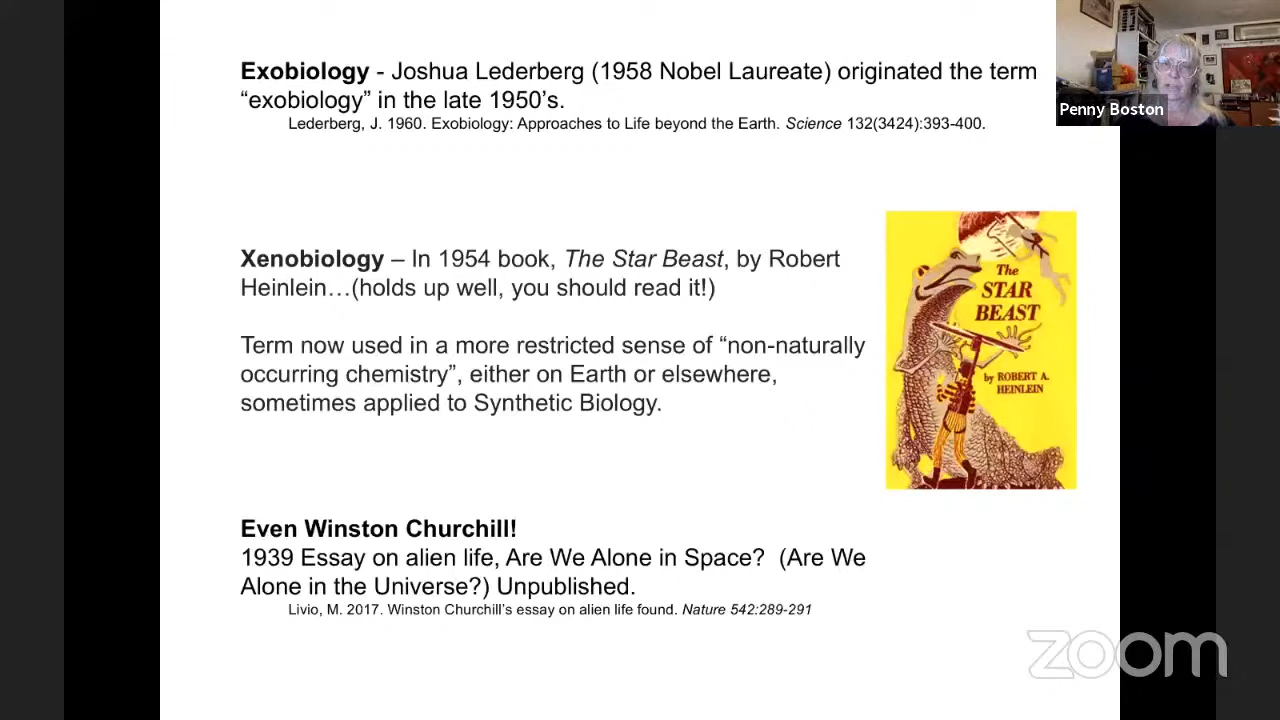 Exobiology - Joshua Lederberg (1958 Nobel Laureate) originated the term
“exobiology” in the late 1950’s.
Lederberg, J. 1960. Exobiology: Approaches to Life beyond the Earth. Science 132(3424):393-400.
Penny Boston
Xenobiology – In 1954 book, The Star Beast, by Robert
Heinlein…(holds up well, you should read it!)
Term now used in a more restricted sense of “non-naturally
occurring chemistry”, either on Earth or elsewhere,
sometimes applied to Synthetic Biology.
The
STAR
BEAST
by ROBERT A.
HEINLEIN
Even Winston Churchill!
1939 Essay on alien life, Are We Alone in Space?  (Are We
Alone in the Universe?) Unpublished.
Livio, M. 2017. Winston Churchill’s essay on alien life found. Nature 542:289-291
zoom